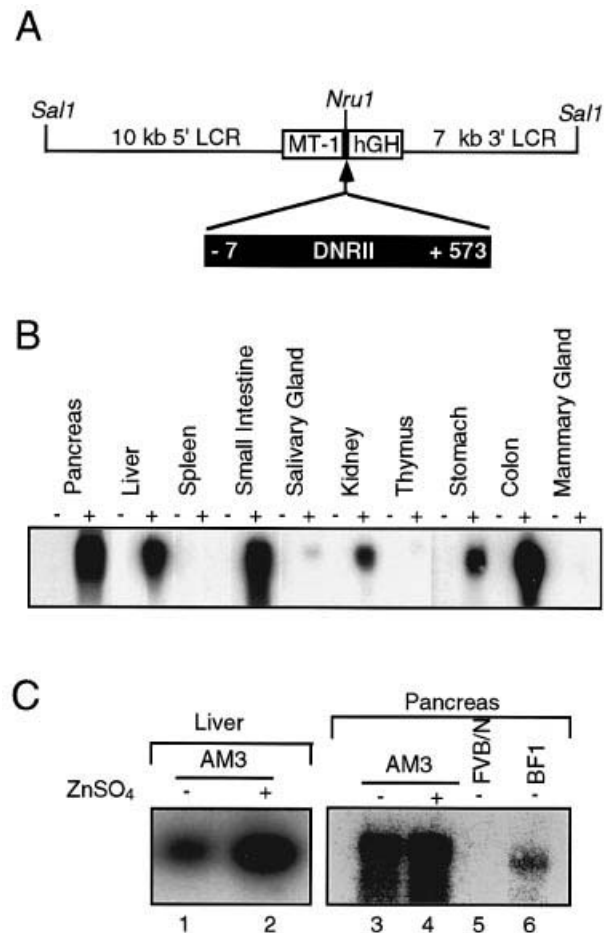 A
Sal1
Nru1
Sal1
10 kb 5' LCR
MT-1
hGH
7 kb 3' LCR
- 7 DNRII + 573
B
Pancreas
Liver
Spleen
Small Intestine
Salivary Gland
Kidney
Thymus
Stomach
Colon
Mammary Gland
- + - + - + - + - + - + - + - + - + - +
C
Liver
Pancreas
AM3
AM3
FVB/N
BF1
ZnSO₄ - + - + - -
1 2 3 4 5 6